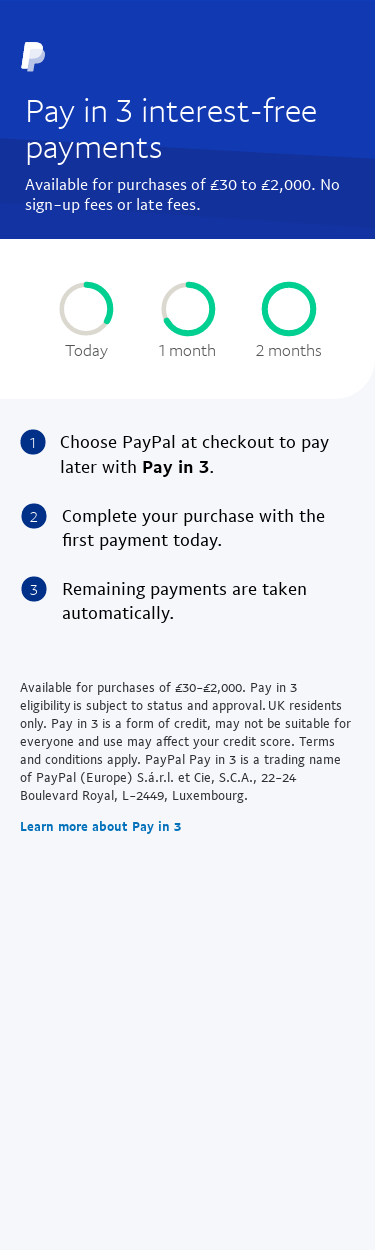 Pay in 3 interest-free
payments
Available for purchases of £30 to £2,000. No
sign-up fees or late fees.
Today
1 month
2 months
1
Choose PayPal at checkout to pay
later with Pay in 3.
2
Complete your purchase with the
first payment today.
3
Remaining payments are taken
automatically.
Available for purchases of £30-£2,000. Pay in 3
eligibility is subject to status and approval. UK residents
only. Pay in 3 is a form of credit, may not be suitable for
everyone and use may affect your credit score. Terms
and conditions apply. PayPal Pay in 3 is a trading name
of PayPal (Europe) S.á.r.l. et Cie, S.C.A., 22-24
Boulevard Royal, L-2449, Luxembourg.
Learn more about Pay in 3